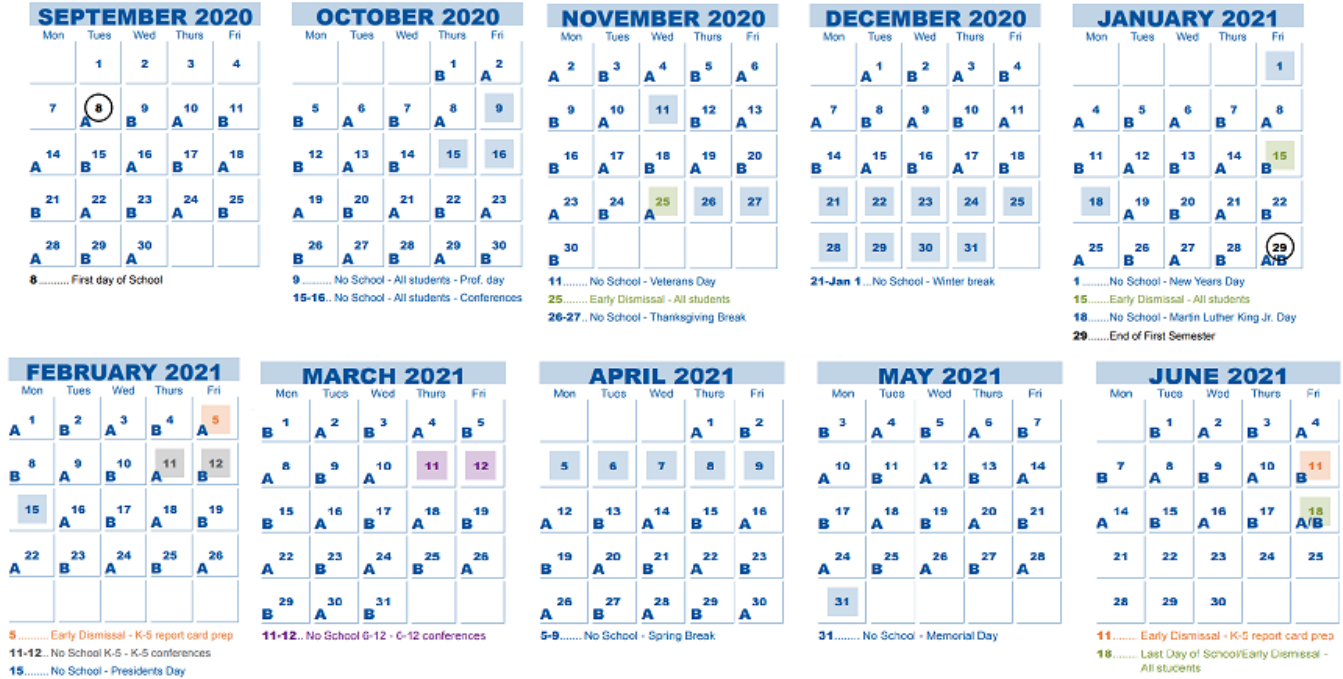 SEPTEMBER 2020
Mon Tues Wed Thurs Fri
1 2 3 4
7 A 8 B 9 A 10 B 11
A 14 B 15 A 16 B 17 A 18
B 21 A 22 B 23 A 24 B 25
A 28 B 29 A 30
8......... First day of School
OCTOBER 2020
Mon Tues Wed Thurs Fri
B 1 A 2
B 5 A 6 B 7 A 8 9
B 12 A 13 B 14 15 16
A 19 B 20 A 21 B 22 A 23
B 26 A 27 B 28 A 29 B 30
9.......... No School - All students - Prof. day
15-16.. No School - All students - Conferences
NOVEMBER 2020
Mon Tues Wed Thurs Fri
A 2 B 3 A 4 B 5 A 6
B 9 A 10 11 B 12 A 13
B 16 A 17 B 18 A 19 B 20
A 23 B 24 A 25 26 27
B 30
11........ No School - Veterans Day
25........ Early Dismissal - All students
26-27.. No School - Thanksgiving Break
DECEMBER 2020
Mon Tues Wed Thurs Fri
A 1 B 2 A 3 B 4
A 7 B 8 A 9 B 10 A 11
B 14 A 15 B 16 A 17 B 18
21 22 23 24 25
28 29 30 31
21-Jan 1... No School - Winter break
JANUARY 2021
Mon Tues Wed Thurs Fri
1
A 4 B 5 A 6 B 7 A 8
B 11 A 12 B 13 A 14 B 15
18 A 19 B 20 A 21 B 22
A 25 B 26 A 27 B 28 A/B 29
1......... No School - New Years Day
15.......Early Dismissal - All students
18.......No School - Martin Luther King Jr. Day
29.......End of First Semester
FEBRUARY 2021
Mon Tues Wed Thurs Fri
A 1 B 2 A 3 B 4 A 5
B 8 A 9 B 10 A 11 B 12
15 A 16 B 17 A 18 B 19
A 22 B 23 A 24 B 25 A 26
5.......... Early Dismissal - K-5 report card prep
11-12.. No School K-5 - K-5 conferences
15........ No School - Presidents Day
MARCH 2021
Mon Tues Wed Thurs Fri
B 1 A 2 B 3 A 4 B 5
A 8 B 9 A 10 11 12
B 15 A 16 B 17 A 18 B 19
A 22 B 23 A 24 B 25 A 26
B 29 A 30 B 31
11-12.. No School 6-12 - 6-12 conferences
APRIL 2021
Mon Tues Wed Thurs Fri
A 1 B 2
5 6 7 8 9
A 12 B 13 A 14 B 15 A 16
B 19 A 20 B 21 A 22 B 23
A 26 B 27 A 28 B 29 A 30
5-9...... No School - Spring Break
MAY 2021
Mon Tues Wed Thurs Fri
B 3 A 4 B 5 A 6 B 7
A 10 B 11 A 12 B 13 A 14
B 17 A 18 B 19 A 20 B 21
A 24 B 25 A 26 B 27 A 28
31
31........ No School - Memorial Day
JUNE 2021
Mon Tues Wed Thurs Fri
B 1 A 2 B 3 A 4
B 7 A 8 B 9 A 10 B 11
A 14 B 15 A 16 B 17 A/B 18
21 22 23 24 25
28 29 30
11........ Early Dismissal - K-5 report card prep
18........ Last Day of School/Early Dismissal -
All students